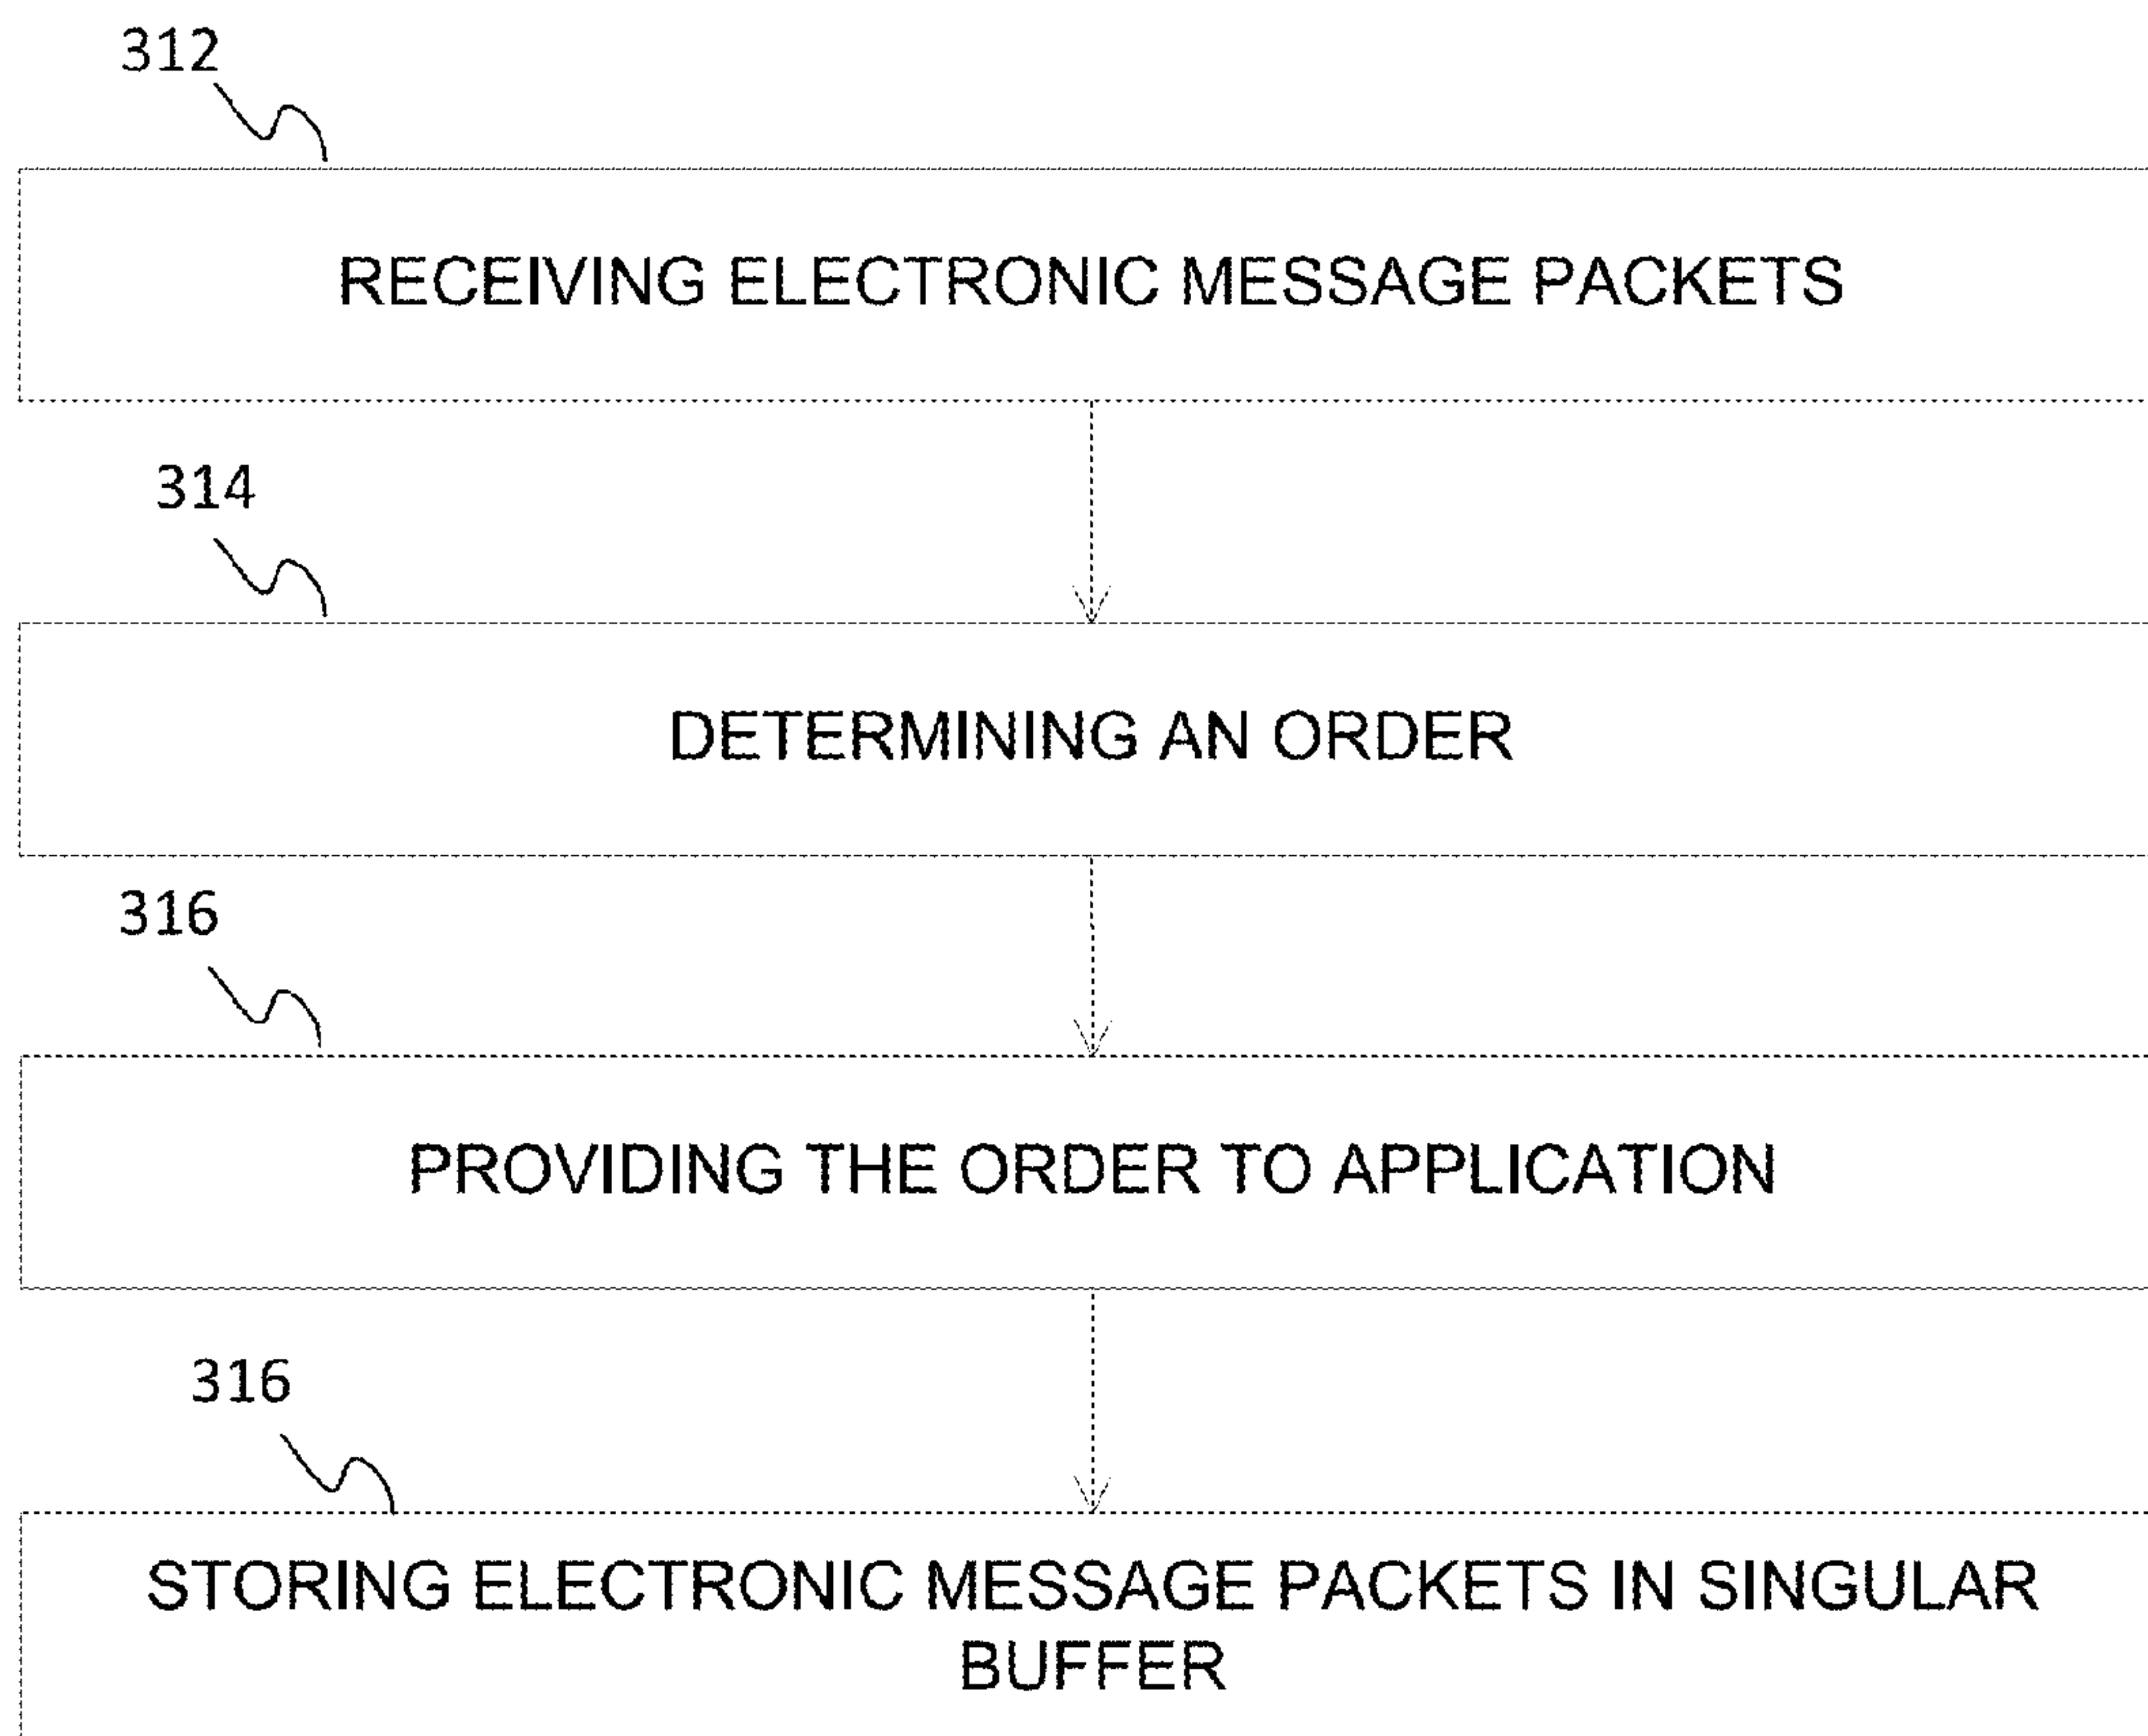 312
RECEIVING ELECTRONIC MESSAGE PACKETS
314
DETERMINING AN ORDER
316
PROVIDING THE ORDER TO APPLICATION
316
STORING ELECTRONIC MESSAGE PACKETS IN SINGULAR
BUFFER